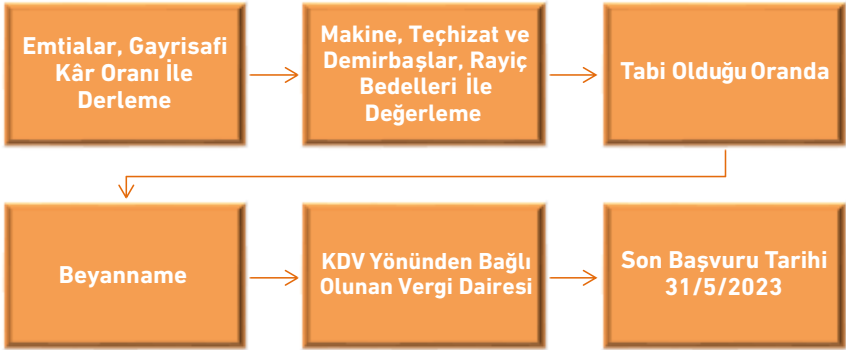 Emtialar, Gayrisafi
Kâr Oranı İle
Derleme
Makine, Teçhizat ve
Demirbaşlar, Rayiç
Bedelleri İle
Değerleme
Tabi Olduğu Oranda
Beyanname
KDV Yönünden Bağlı
Olunan Vergi Dairesi
Son Başvuru Tarihi
31/5/2023